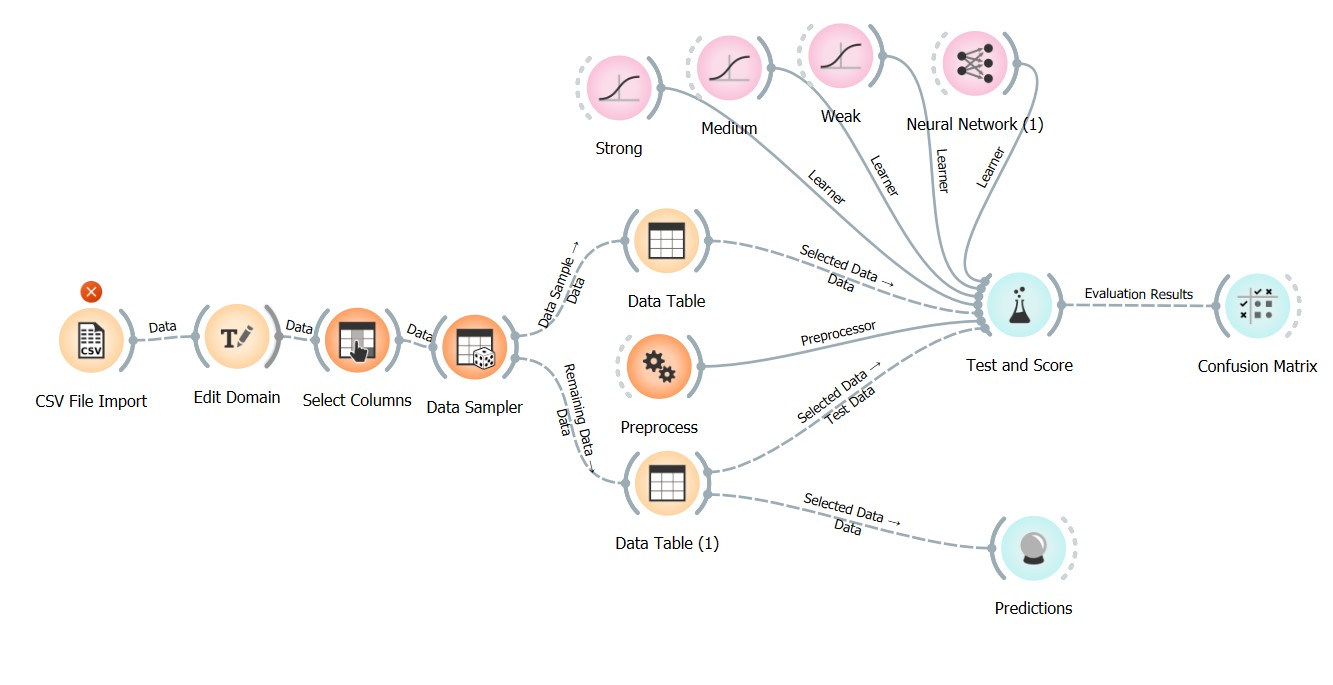 Strong
Medium
Weak
Neural Network (1)
Learner
Learner
Learner
Learner
CSV
CSV File Import
Data
T
Edit Domain
Data
Select Columns
Data
Data Sampler
Data Sample →
Data
Remaining Data →
Data
Data Table
Selected Data →
Data
Preprocess
Preprocessor
Data Table (1)
Selected Data →
Test Data
Selected Data →
Data
Test and Score
Evaluation Results
Confusion Matrix
Predictions